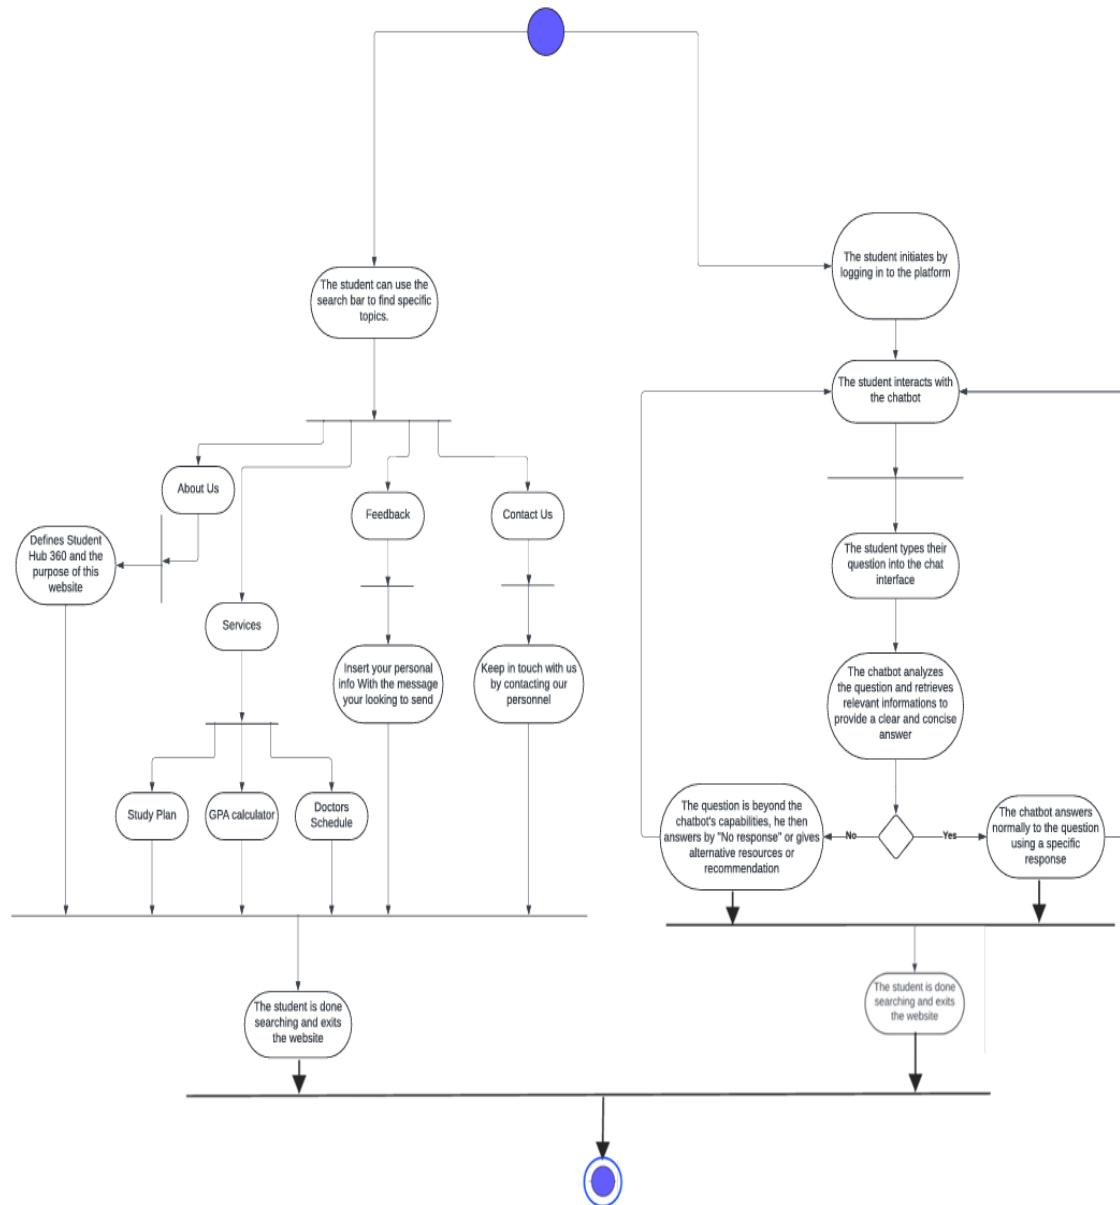 The student can use the
search bar to find specific
topics.
About Us
Defines Student
Hub 360 and the
purpose of this
website
Services
Study Plan
GPA calculator
Doctors
Schedule
Feedback
Insert your personal
info With the message
your looking to send
Contact Us
Keep in touch with us
by contacting our
personnel
The student is done
searching and exits
the website
The student initiates by
logging in to the platform
The student interacts with
the chatbot
The student types their
question into the chat
interface
The chatbot analyzes
the question and retrieves
relevant informations to
provide a clear and concise
answer
No
Yes
The question is beyond the
chatbot's capabilities, he then
answers by "No response" or gives
alternative resources or
recommendation
The chatbot answers
normally to the question
using a specific
response
The student is done
searching and exits
the website